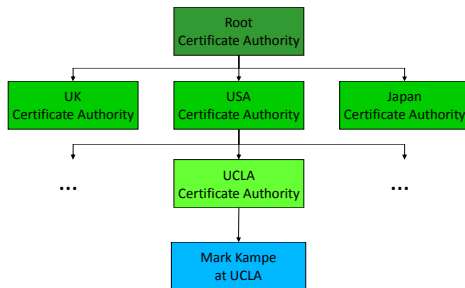 Root
Certificate Authority
UK
Certificate Authority
USA
Certificate Authority
Japan
Certificate Authority
...
UCLA
Certificate Authority
...
Mark Kampe
at UCLA